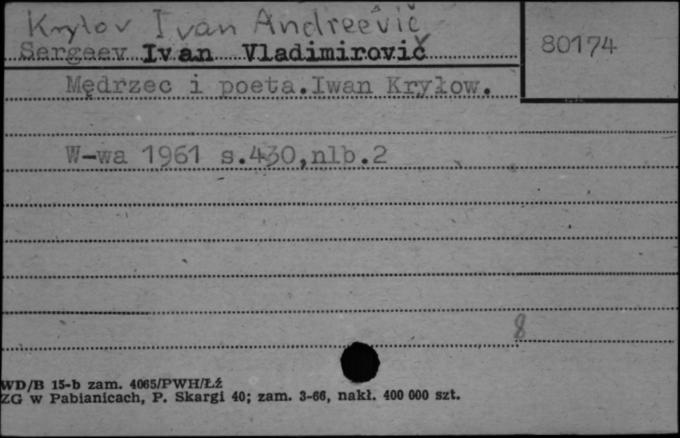 Krylov Ivan Andreevič
80174
Sergeev Ivan Vladimirovič
Mędrzec i poeta.Iwan Kryłow.
W-wa 1961 s.430,nlb.2
8
WD/B 15-b zam. 4065/PWH/Łź
ZG w Pabianicach, P. Skargi 40; zam. 3-66, nakł. 400 000 szt.